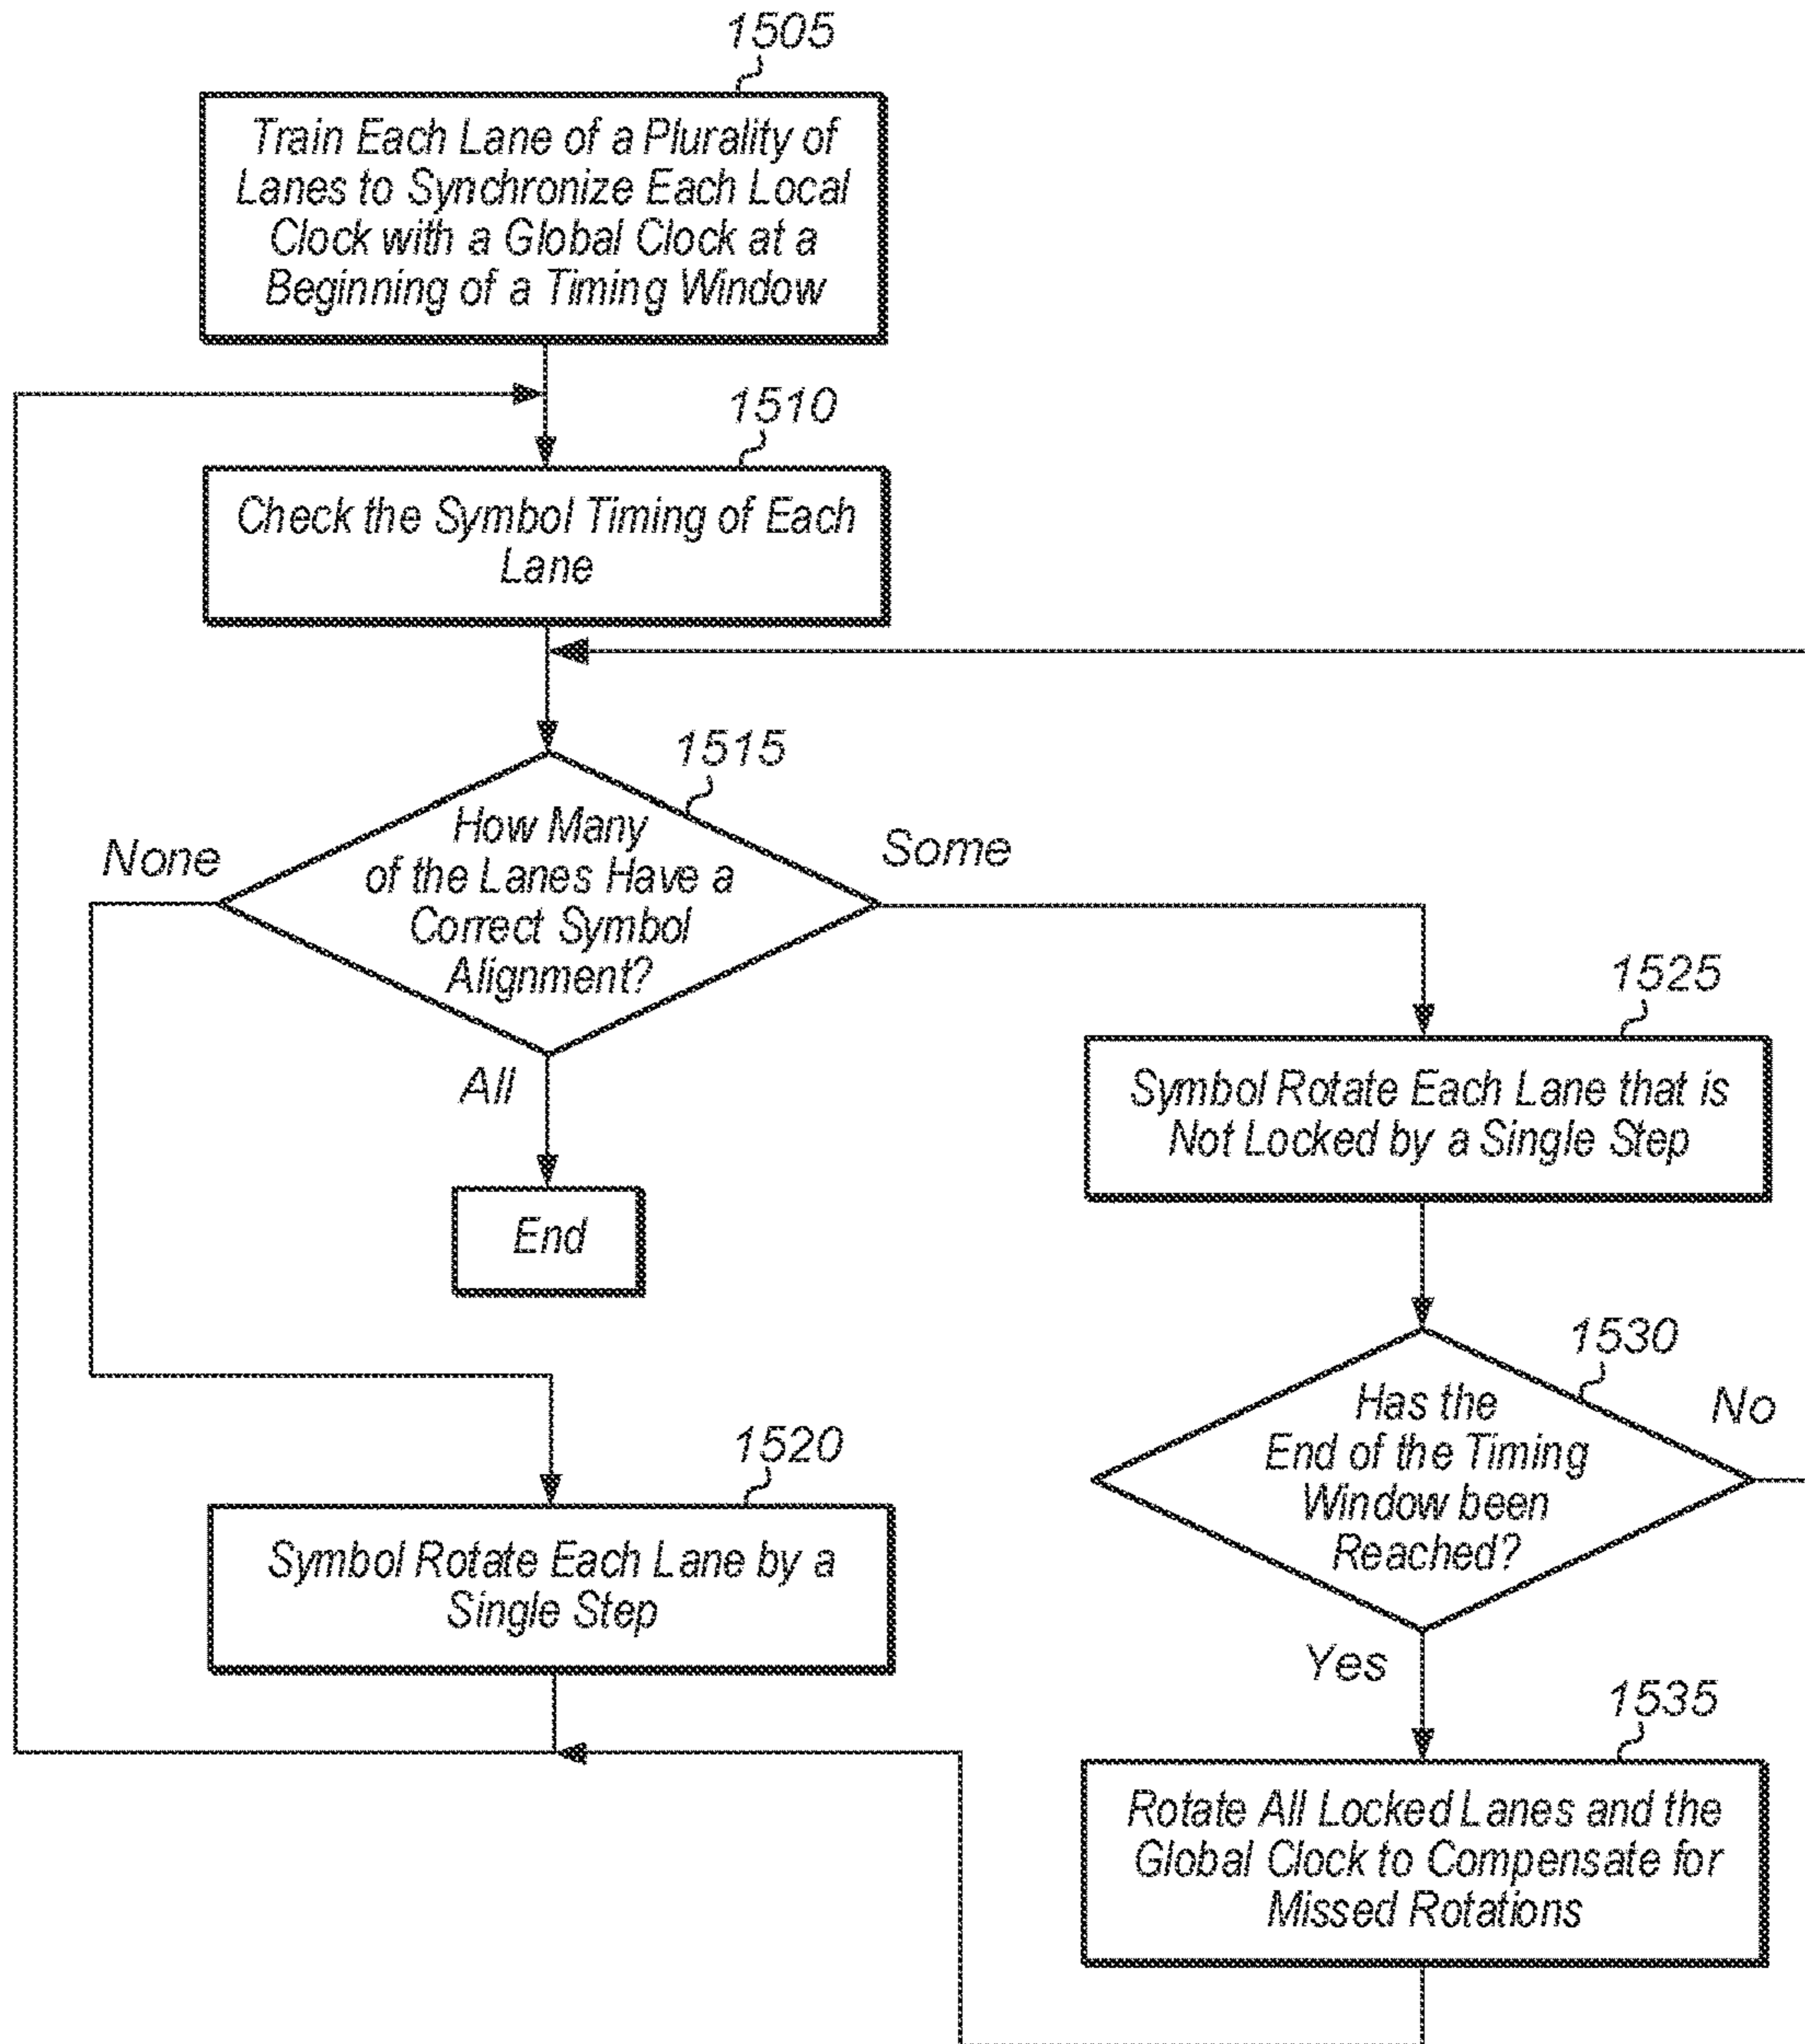 1505
Train Each Lane of a Plurality of
Lanes to Synchronize Each Local
Clock with a Global Clock at a
Beginning of a Timing Window
1510
Check the Symbol Timing of Each
Lane
1515
How Many
of the Lanes Have a
Correct Symbol
Alignment?
None
Some
All
End
1525
Symbol Rotate Each Lane that is
Not Locked by a Single Step
1530
Has the
End of the Timing
Window been
Reached?
No
Yes
1520
Symbol Rotate Each Lane by a
Single Step
1535
Rotate All Locked Lanes and the
Global Clock to Compensate for
Missed Rotations